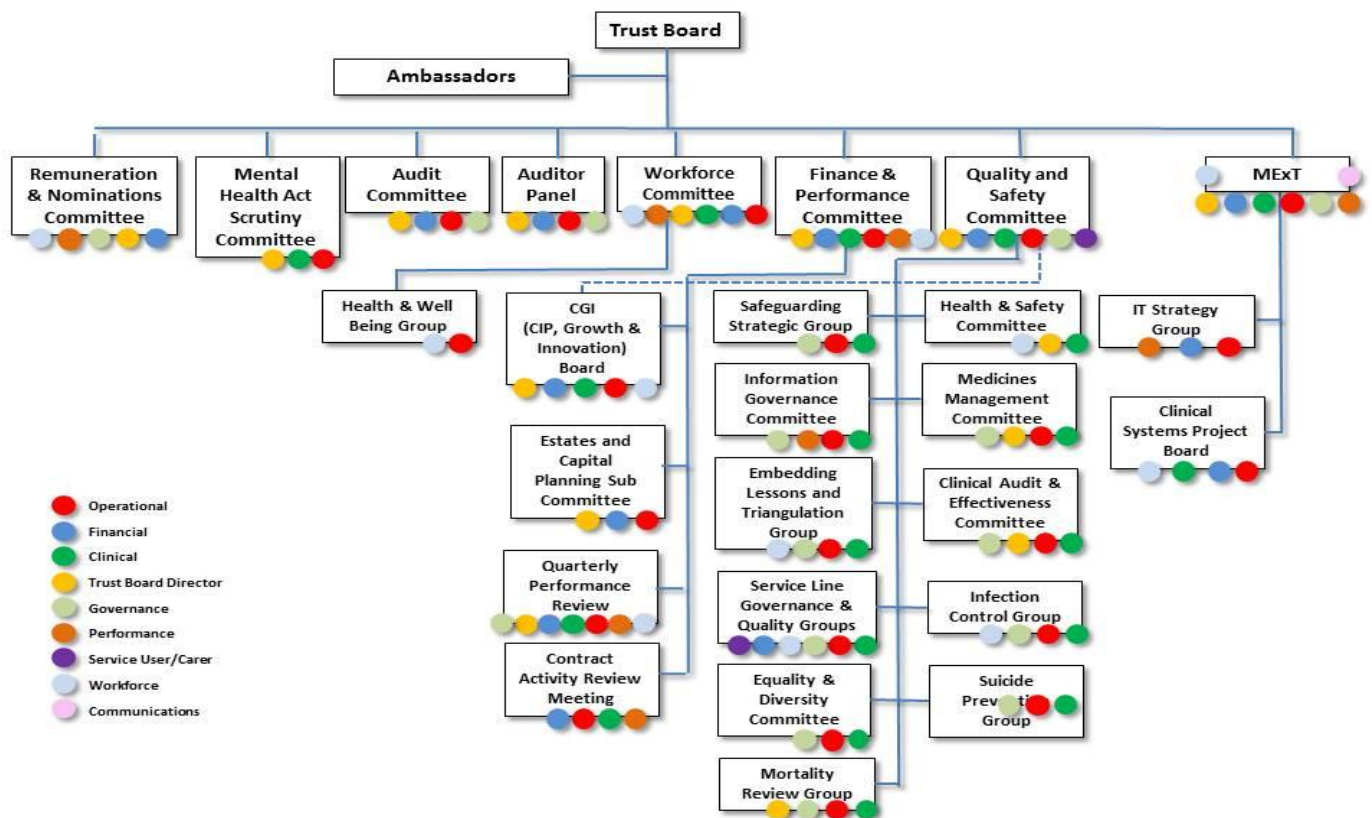 Trust Board
Ambassadors
Remuneration
& Nominations
Committee
Mental
Health Act
Scrutiny
Committee
Audit
Committee
Auditor
Panel
Workforce
Committee
Finance &
Performance
Committee
Quality and
Safety
Committee
MExT
Health & Well
Being Group
CGI
(CIP, Growth &
Innovation)
Board
Estates and
Capital
Planning Sub
Committee
Quarterly
Performance
Review
Contract
Activity Review
Meeting
Safeguarding
Strategic Group
Information
Governance
Committee
Embedding
Lessons and
Triangulation
Group
Service Line
Governance &
Quality Groups
Equality &
Diversity
Committee
Mortality
Review Group
Health & Safety
Committee
Medicines
Management
Committee
Clinical Audit &
Effectiveness
Committee
Infection
Control Group
Suicide
Prevention
Group
IT Strategy
Group
Clinical
Systems Project
Board
Operational
Financial
Clinical
Trust Board Director
Governance
Performance
Service User/Carer
Workforce
Communications